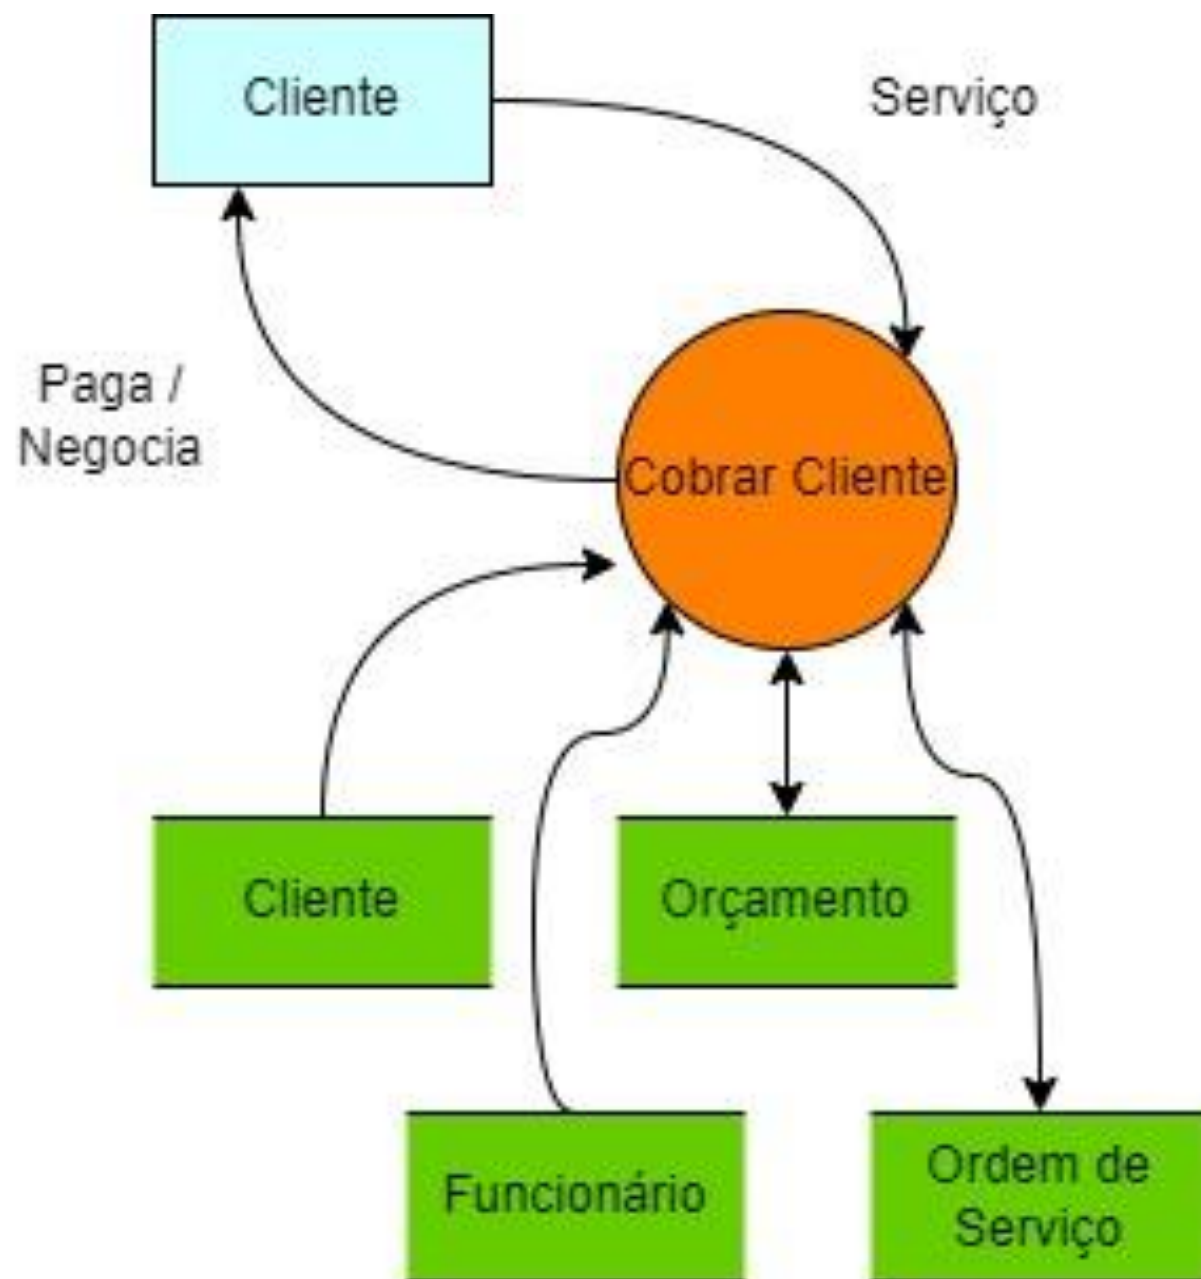 Cliente
Serviço
Paga /
Negocia
Cobrar Cliente
Cliente
Orçamento
Funcionário
Ordem de
Serviço